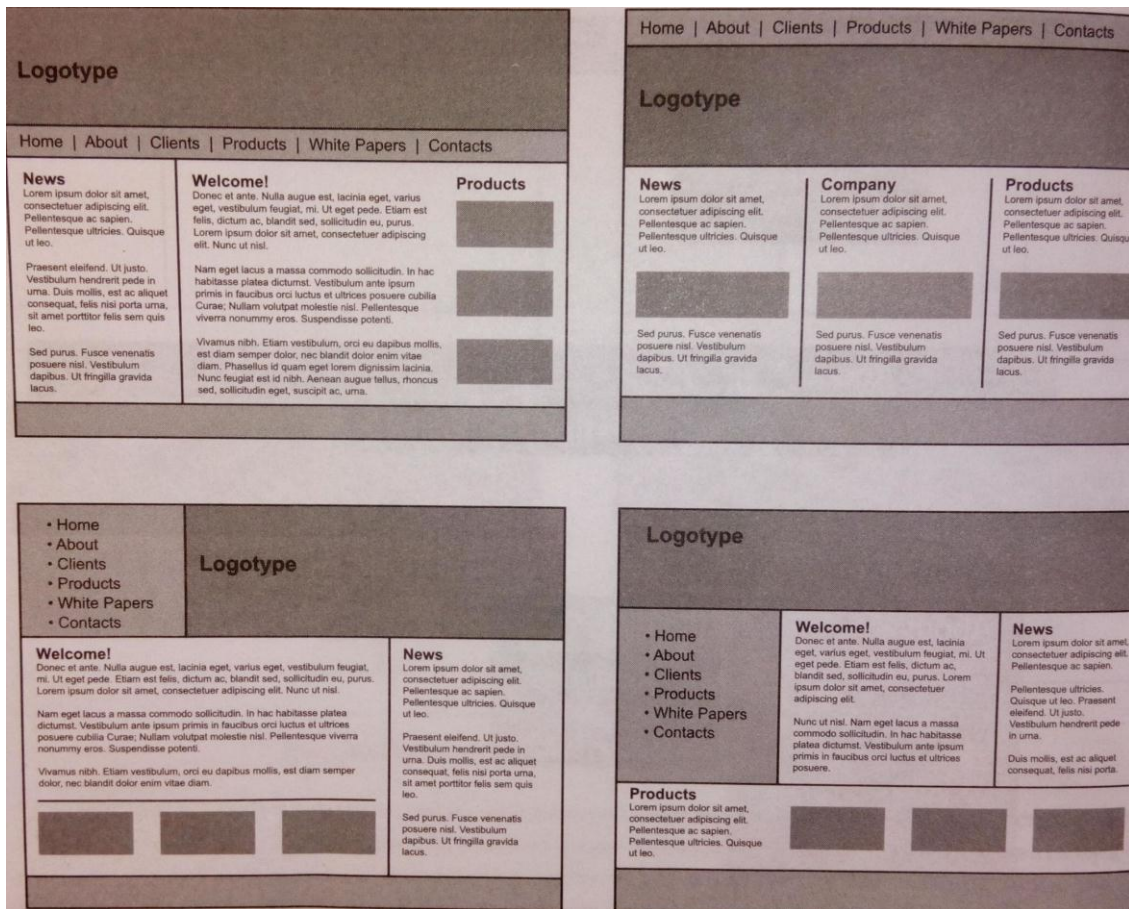 Logotype
Home | About | Clients | Products | White Papers | Contacts
News
Lorem ipsum dolor sit amet,
consectetuer adipiscing elit.
Pellentesque ac sapien.
Pellentesque ultricies. Quisque
ut leo.
Praesent eleifend. Ut justo.
Vestibulum hendrerit pede in
urna. Duis mollis, est ac aliquet
consequat, felis nisi porta urna,
sit amet porttitor felis sem quis
leo.
Sed purus. Fusce venenatis
posuere nisl. Vestibulum
dapibus. Ut fringilla gravida
lacus.
Welcome!
Donec et ante. Nulla augue est, lacinia eget, varius
eget, vestibulum feugiat, mi. Ut eget pede. Etiam est
felis, dictum ac, blandit sed, sollicitudin eu, purus.
Lorem ipsum dolor sit amet, consectetuer adipiscing
elit. Nunc ut nisl.
Nam eget lacus a massa commodo sollicitudin. In hac
habitasse platea dictumst. Vestibulum ante ipsum
primis in faucibus orci luctus et ultrices posuere cubilia
Curae; Nullam volutpat molestie nisl. Pellentesque
viverra nonummy eros. Suspendisse potenti.
Vivamus nibh. Etiam vestibulum, orci eu dapibus mollis,
est diam semper dolor, nec blandit dolor enim vitae
diam. Phasellus id quam eget lorem dignissim lacinia.
Nunc feugiat est id nibh. Aenean augue tellus, rhoncus
sed, sollicitudin eget, suscipit ac, urna.
Products
Home | About | Clients | Products | White Papers | Contacts
Logotype
News
Lorem ipsum dolor sit amet,
consectetuer adipiscing elit.
Pellentesque ac sapien.
Pellentesque ultricies. Quisque
ut leo.
Sed purus. Fusce venenatis
posuere nisl. Vestibulum
dapibus. Ut fringilla gravida
lacus.
Company
Lorem ipsum dolor sit amet,
consectetuer adipiscing elit.
Pellentesque ac sapien.
Pellentesque ultricies. Quisque
ut leo.
Sed purus. Fusce venenatis
posuere nisl. Vestibulum
dapibus. Ut fringilla gravida
lacus.
Products
Lorem ipsum dolor sit amet,
consectetuer adipiscing elit.
Pellentesque ac sapien.
Pellentesque ultricies. Quisqu
ut leo.
Sed purus. Fusce venenatis
posuere nisl. Vestibulum
dapibus. Ut fringilla gravida
lacus.
• Home
• About
• Clients
• Products
• White Papers
• Contacts
Logotype
Welcome!
Donec et ante. Nulla augue est, lacinia eget, varius eget, vestibulum feugiat,
mi. Ut eget pede. Etiam est felis, dictum ac, blandit sed, sollicitudin eu, purus.
Lorem ipsum dolor sit amet, consectetuer adipiscing elit. Nunc ut nisl.
Nam eget lacus a massa commodo sollicitudin. In hac habitasse platea
dictumst. Vestibulum ante ipsum primis in faucibus orci luctus et ultrices
posuere cubilia Curae; Nullam volutpat molestie nisl. Pellentesque viverra
nonummy eros. Suspendisse potenti.
Vivamus nibh. Etiam vestibulum, orci eu dapibus mollis, est diam semper
dolor, nec blandit dolor enim vitae diam.
News
Lorem ipsum dolor sit amet,
consectetuer adipiscing elit.
Pellentesque ac sapien.
Pellentesque ultricies. Quisque
ut leo.
Praesent eleifend. Ut justo.
Vestibulum hendrerit pede in
urna. Duis mollis, est ac aliquet
consequat, felis nisi porta urna,
sit amet porttitor felis sem quis
leo.
Sed purus. Fusce venenatis
posuere nisl. Vestibulum
dapibus. Ut fringilla gravida
lacus.
Logotype
• Home
• About
• Clients
• Products
• White Papers
• Contacts
Welcome!
Donec et ante. Nulla augue est, lacinia
eget, varius eget, vestibulum feugiat, mi. Ut
eget pede. Etiam est felis, dictum ac,
blandit sed, sollicitudin eu, purus. Lorem
ipsum dolor sit amet, consectetuer
adipiscing elit.
Nunc ut nisl. Nam eget lacus a massa
commodo sollicitudin. In hac habitasse
platea dictumst. Vestibulum ante ipsum
primis in faucibus orci luctus et ultrices
posuere.
News
Lorem ipsum dolor sit amet,
consectetuer adipiscing elit.
Pellentesque ac sapien.
Pellentesque ultricies.
Quisque ut leo. Praesent
eleifend. Ut justo.
Vestibulum hendrerit pede
in urna.
Duis mollis, est ac aliquet
consequat, felis nisi porta.
Products
Lorem ipsum dolor sit amet,
consectetuer adipiscing elit.
Pellentesque ac sapien.
Pellentesque ultricies. Quisque
ut leo.